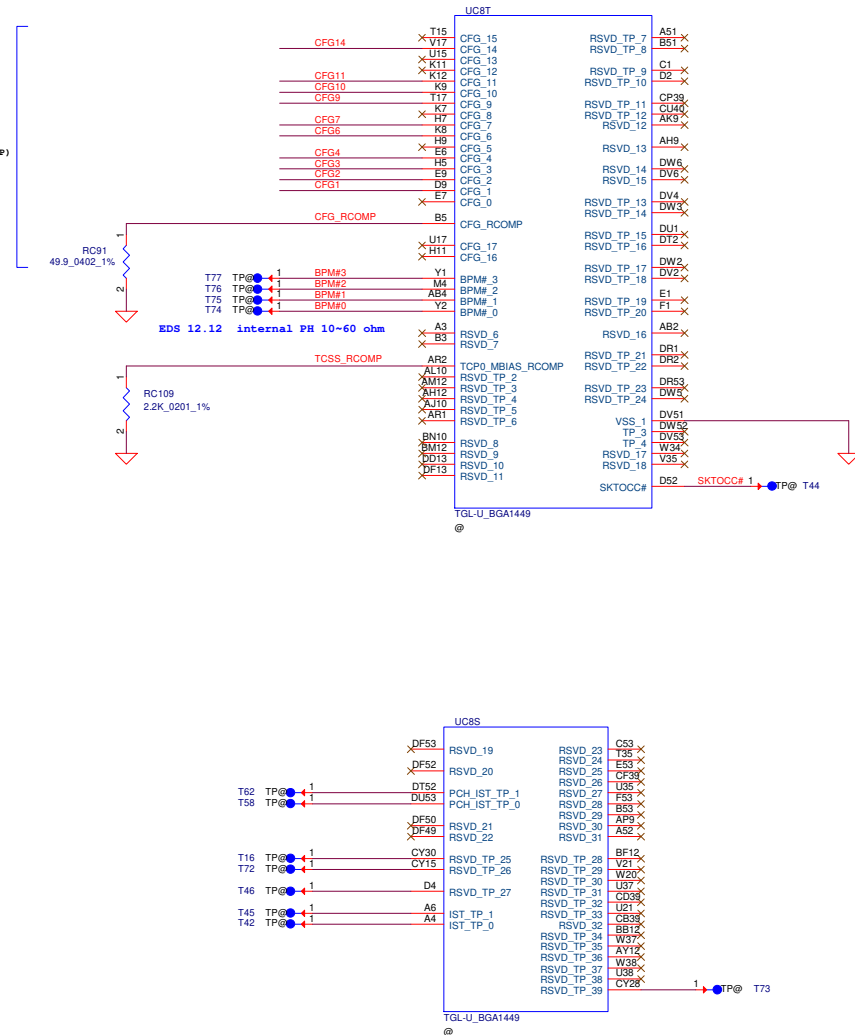 UC8T
T15 CFG_15 RSVD_TP_7 A51
CFG14 V17 CFG_14 RSVD_TP_8 B51
U15 CFG_13
K11 CFG_12 RSVD_TP_9 C1
CFG11 K12 CFG_11 RSVD_TP_10 D2
CFG10 K9 CFG_10
CFG9 T17 CFG_9 RSVD_TP_11 CP39
K7 CFG_8 RSVD_TP_12 CU40
CFG7 H7 CFG_7 RSVD_12 AK9
CFG6 K8 CFG_6
H9 CFG_5 RSVD_13 AH9
P)
CFG4 E6 CFG_4
CFG3 H5 CFG_3 RSVD_14 DW6
CFG2 E9 CFG_2 RSVD_15 DV6
CFG1 D9 CFG_1
E7 CFG_0 RSVD_TP_13 DV4
RSVD_TP_14 DW3
CFG_RCOMP B5 CFG_RCOMP
RSVD_TP_15 DU1
U17 CFG_17 RSVD_TP_16 DT2
H11 CFG_16
1
RC91
49.9_0402_1%
2
RSVD_TP_17 DW2
T77 TP@ 1 BPM#3 Y1 BPM#_3 RSVD_TP_18 DV2
T76 TP@ 1 BPM#2 M4 BPM#_2
T75 TP@ 1 BPM#1 AB4 BPM#_1 RSVD_TP_19 E1
T74 TP@ 1 BPM#0 Y2 BPM#_0 RSVD_TP_20 F1
EDS 12.12 internal PH 10~60 ohm
A3 RSVD_6 RSVD_16 AB2
B3 RSVD_7
RSVD_TP_21 DR1
TCSS_RCOMP AR2 TCP0_MBIAS_RCOMP RSVD_TP_22 DR2
AL10 RSVD_TP_2
AM12 RSVD_TP_3 RSVD_TP_23 DR53
AH12 RSVD_TP_4 RSVD_TP_24 DW5
AJ10 RSVD_TP_5
AR1 RSVD_TP_6 VSS_1 DV51
1
RC109
2.2K_0201_1%
2
TP_3 DW52
BN10 RSVD_8 TP_4 DV53
BM12 RSVD_9 RSVD_17 W34
DD13 RSVD_10 RSVD_18 V35
DF13 RSVD_11
SKTOCC# D52 SKTOCC# 1 TP@ T44
TGL-U_BGA1449
@
UC8S
DF53 RSVD_19 RSVD_23 C53
RSVD_24 T35
DF52 RSVD_20 RSVD_25 E53
RSVD_26 CF39
T62 TP@ 1 DT52 PCH_IST_TP_1 RSVD_27 U35
T58 TP@ 1 DU53 PCH_IST_TP_0 RSVD_28 F53
RSVD_29 B53
DF50 RSVD_21 RSVD_30 AP9
DF49 RSVD_22 RSVD_31 A52
T16 TP@ 1 CY30 RSVD_TP_25 RSVD_TP_28 BF12
T72 TP@ 1 CY15 RSVD_TP_26 RSVD_TP_29 V21
RSVD_TP_30 W20
T46 TP@ 1 D4 RSVD_TP_27 RSVD_TP_31 U37
RSVD_TP_32 CD39
T45 TP@ 1 A6 IST_TP_1 RSVD_TP_33 U21
T42 TP@ 1 A4 IST_TP_0 RSVD_32 CB39
RSVD_TP_34 BB12
RSVD_TP_35 W37
RSVD_TP_36 AY12
RSVD_TP_37 W38
RSVD_TP_38 U38
RSVD_TP_39 CY28 1 TP@ T73
TGL-U_BGA1449
@